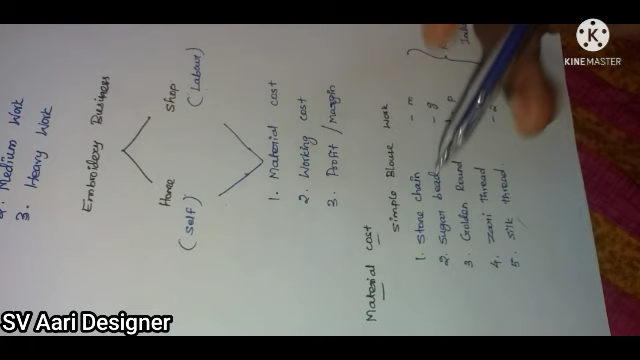 2. Medium Work
3. Heavy Work
Embroidery Business
Home
(Self)
Shop
(Labour)
1. Material cost
2. Working cost
3. Profit / Margin
Material cost
Simple Blouse Work
1. Stone chain - m
2. Sugar bead - g
3. Golden Round - P
4. Zari Thread
5. Silk thread.
K
KINEMASTER
SV Aari Designer